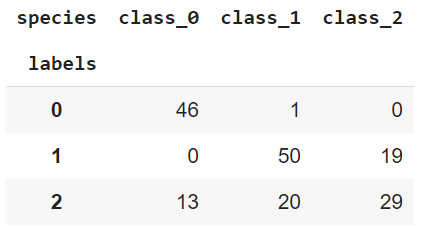 species class_0 class_1 class_2
labels
0 46 1 0
1 0 50 19
2 13 20 29